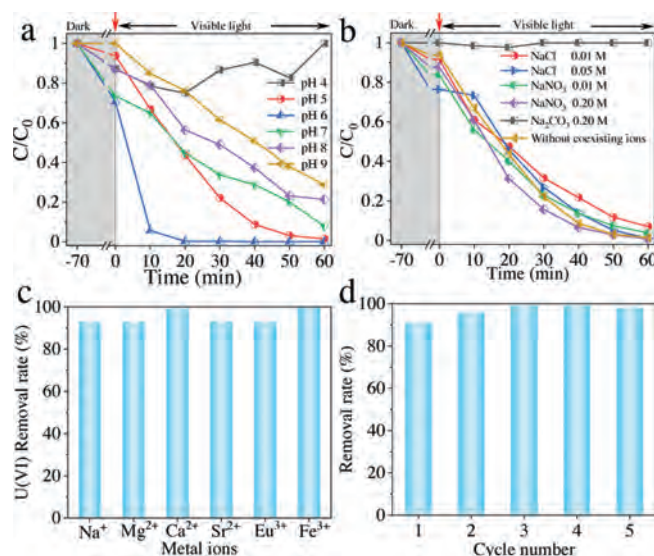 a
Dark
Visible light
C/C0
1
0.8
0.6
0.4
0.2
0
pH 4
pH 5
pH 6
pH 7
pH 8
pH 9
-70 0 10 20 30 40 50 60
Time (min)
b
Dark
Visible light
C/C0
1
0.8
0.6
0.4
0.2
0
NaCl 0.01 M
NaCl 0.05 M
NaNO3 0.01 M
NaNO3 0.20 M
Na2CO3 0.20 M
Without coexisting ions
-70 0 10 20 30 40 50 60
Time (min)
c
U(VI) Removal rate (%)
100
80
60
40
20
0
Na+ Mg2+ Ca2+ Sr2+ Eu3+ Fe3+
Metal ions
d
Removal rate (%)
100
80
60
40
20
0
1 2 3 4 5
Cycle number